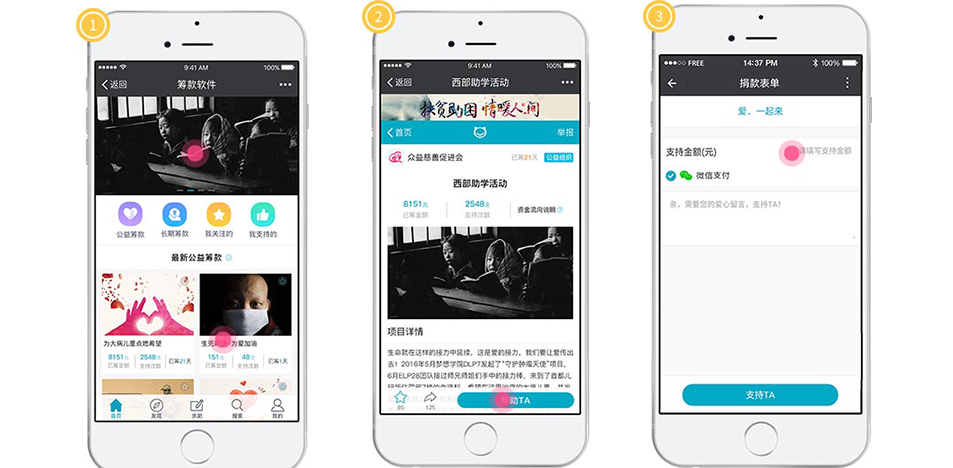 1
9:41 AM
100%
返回
筹款软件
公益筹款
长期筹款
我关注的
我支持的
最新公益筹款
为大病儿童点燃希望
8151元
已筹金额
2548次
支持次数
已筹21天
为爱加油
151元
已筹金额
48次
支持次数
已筹1天
首页
发现
求助
搜索
我的
2
9:41 AM
100%
返回
西部助学活动
扶贫助困 情暖人间
首页
举报
众益慈善促进会
已筹21天
公益组织
西部助学活动
8151元
已筹金额
2548次
支持次数
资金流向说明
项目详情
生命就在这样的接力中延续,这是爱的接力,我们要让爱传出
去!2016年5月梦想学院DLP7发起了"守护肿瘤天使"项目,
6月ELP28团队接过师兄师姐们手中的接力棒,来到了首都儿
85
125
助TA
3
FREE
14:37 PM
100%
捐款表单
爱,一起来
支持金额(元)
请填写支持金额
微信支付
亲,需要您的爱心留言,支持TA!
支持TA